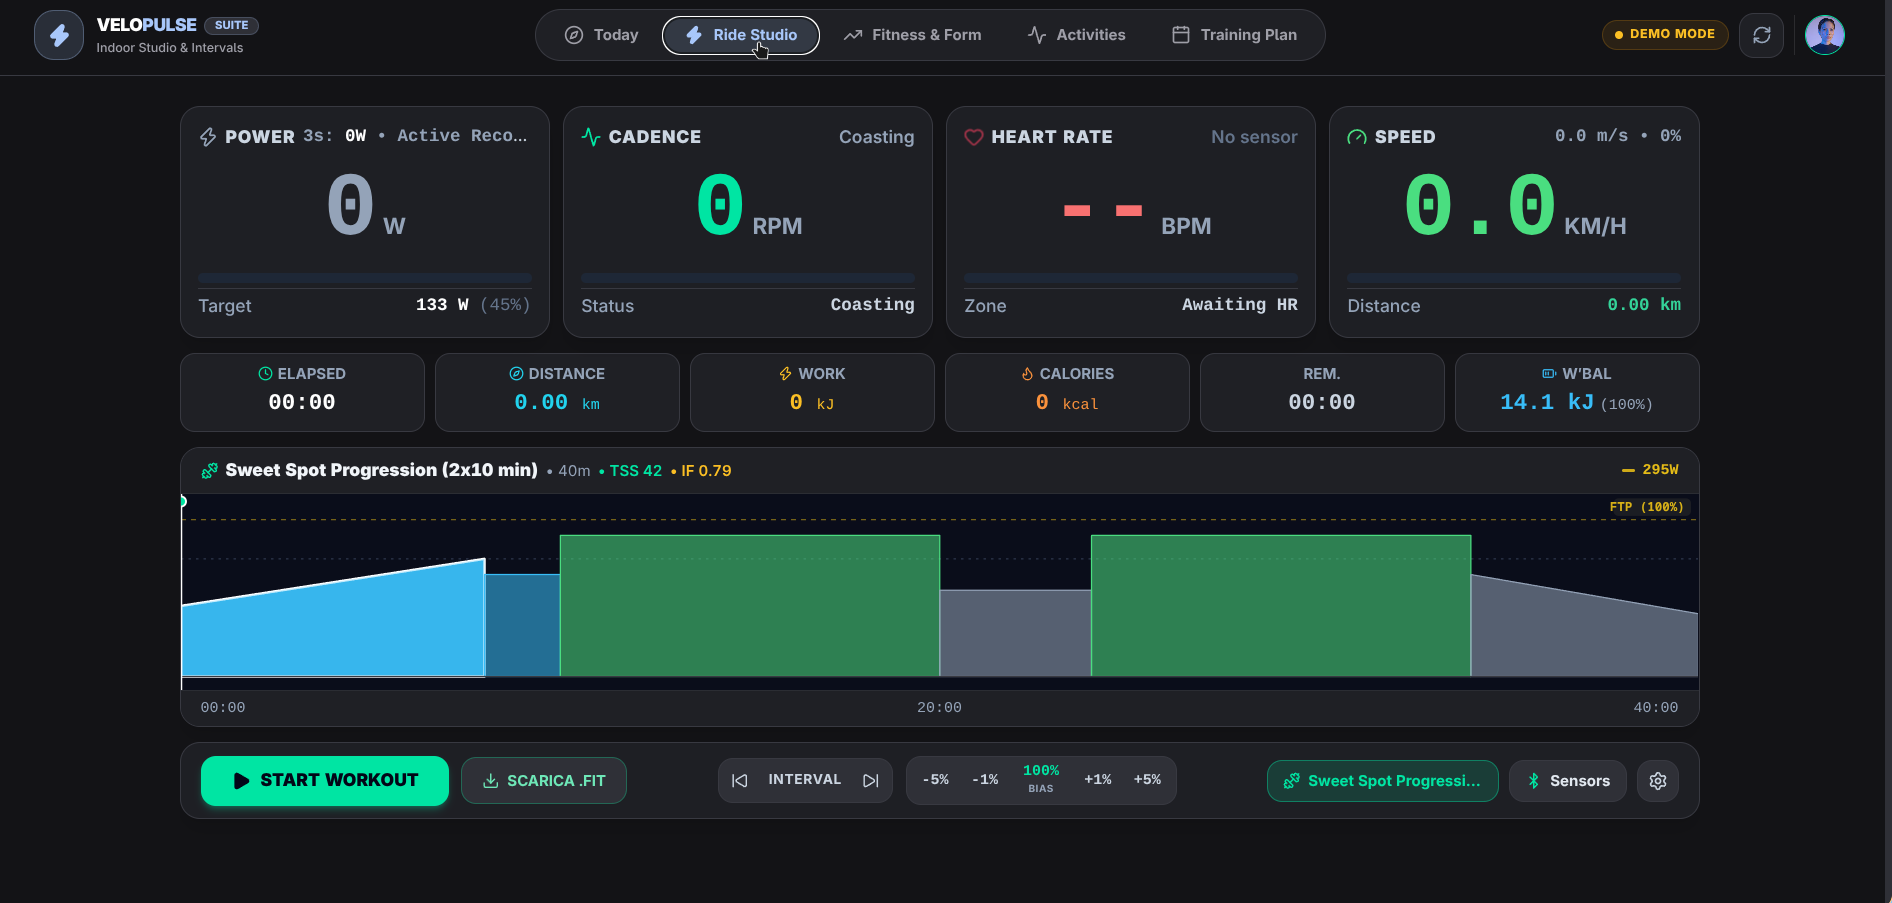 VELOPULSE SUITE
Indoor Studio & Intervals
Today
Ride Studio
Fitness & Form
Activities
Training Plan
DEMO MODE
POWER 3s: 0W • Active Reco...
0 W
Target 133 W (45%)
CADENCE Coasting
0 RPM
Status Coasting
HEART RATE No sensor
-- BPM
Zone Awaiting HR
SPEED 0.0 m/s • 0%
0.0 KM/H
Distance 0.00 km
ELAPSED
00:00
DISTANCE
0.00 km
WORK
0 kJ
CALORIES
0 kcal
REM.
00:00
W'BAL
14.1 kJ (100%)
Sweet Spot Progression (2x10 min) • 40m • TSS 42 • IF 0.79
295W
FTP (100%)
00:00 20:00 40:00
START WORKOUT
SCARICA .FIT
INTERVAL
-5% -1% 100% +1% +5%
BIAS
Sweet Spot Progressi...
Sensors